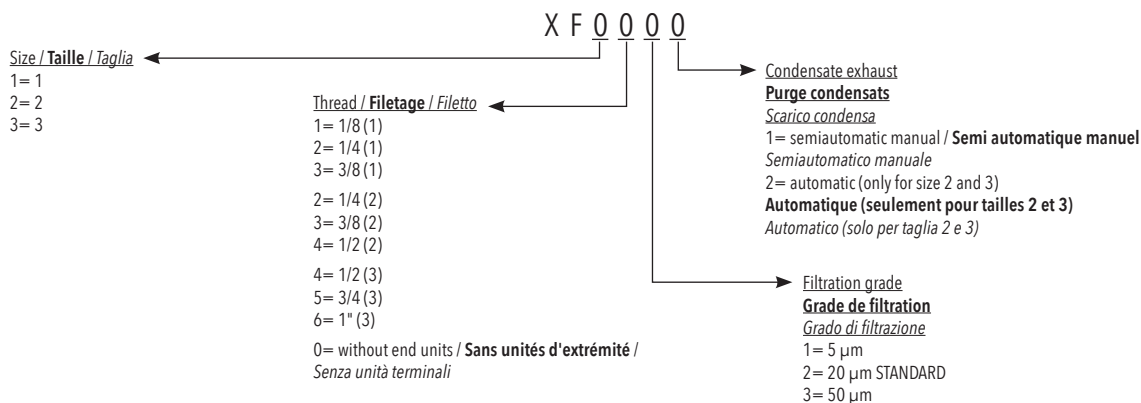 X F 0 0 0 0
Size / Taille / Taglia
1= 1
2= 2
3= 3
Thread / Filetage / Filetto
1= 1/8 (1)
2= 1/4 (1)
3= 3/8 (1)
2= 1/4 (2)
3= 3/8 (2)
4= 1/2 (2)
4= 1/2 (3)
5= 3/4 (3)
6= 1" (3)
0= without end units / Sans unités d'extrémité /
Senza unità terminali
Condensate exhaust
Purge condensats
Scarico condensa
1= semiautomatic manual / Semi automatique manuel
Semiautomatico manuale
2= automatic (only for size 2 and 3)
Automatique (seulement pour tailles 2 et 3)
Automatico (solo per taglia 2 e 3)
Filtration grade
Grade de filtration
Grado di filtrazione
1= 5 μm
2= 20 μm STANDARD
3= 50 μm